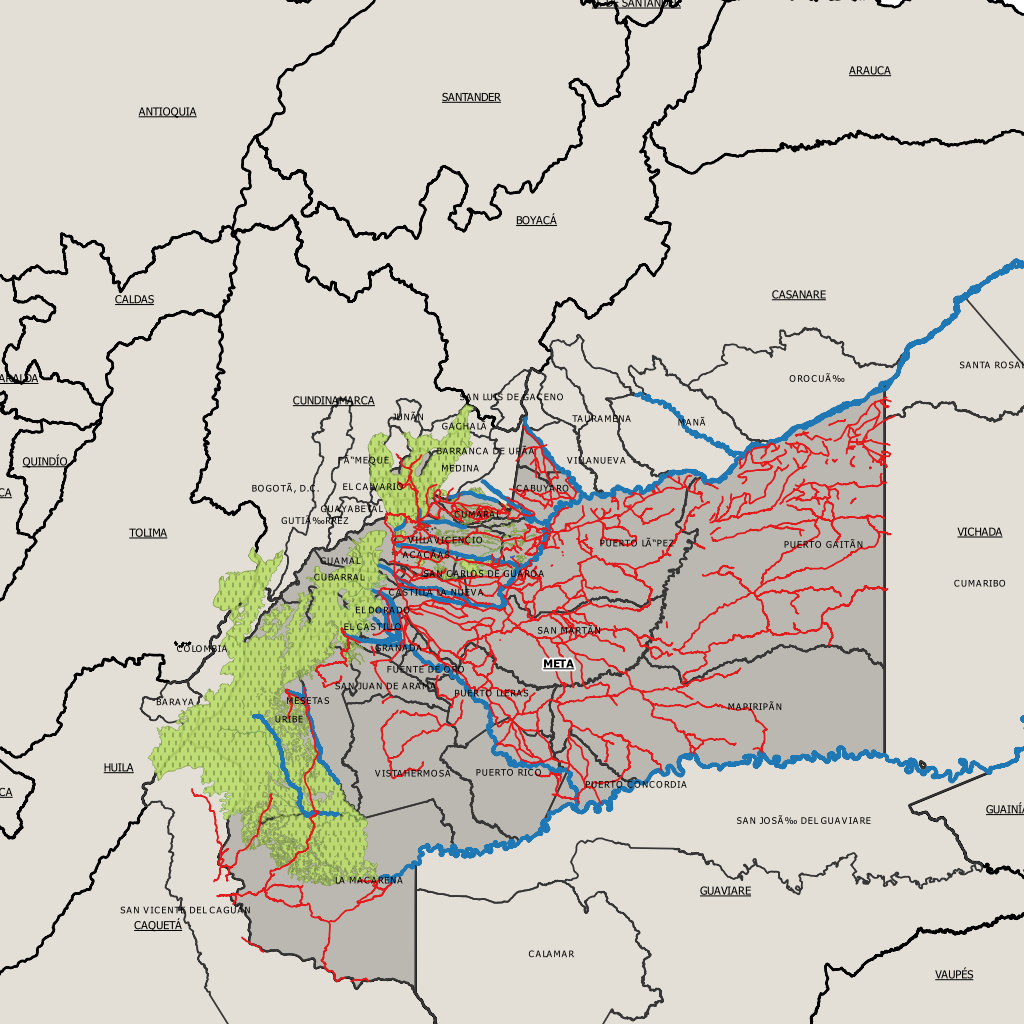 DE SANTANDER
ARAUCA
SANTANDER
ANTIOQUIA
BOYACÁ
CASANARE
CALDAS
SANTA ROSAL
ARALDA
OROCUÃ‰
SAN LUIS DE GACENO
CUNDINAMARCA
JUNÃN
TAURAMENA
MANÃ
GACHALÁ
BARRANCA DE UPÃA
QUINDÍO
Ã“MEQUE
MEDINA
VILLANUEVA
EL CALVARIO
CABUYARO
BOGOTÃ, D.C.
CA
GUAYABETAL
CUMARAL
GUTIÃ‰RREZ
TOLIMA
VICHADA
VILLAVICENCIO
PUERTO LÃ“PEZ
PUERTO GAITÃN
ACACÃAS
GUAMAL
SAN CARLOS DE GUAROA
CUBARRAL
CUMARIBO
CASTILLA LA NUEVA
EL DORADO
EL CASTILLO
SAN MARTÃN
COLOMBIA
GRANADA
META
FUENTE DE ORO
SAN JUAN DE ARAMA
PUERTO LLERAS
BARAYA
MESETAS
MAPIRIPÃN
URIBE
HUILA
VISTAHERMOSA
PUERTO RICO
PUERTO CONCORDIA
CA
GUAINÍA
SAN JOSÃ‰ DEL GUAVIARE
LA MACARENA
GUAVIARE
SAN VICENTE DEL CAGUÃN
CAQUETÁ
CALAMAR
VAUPÉS